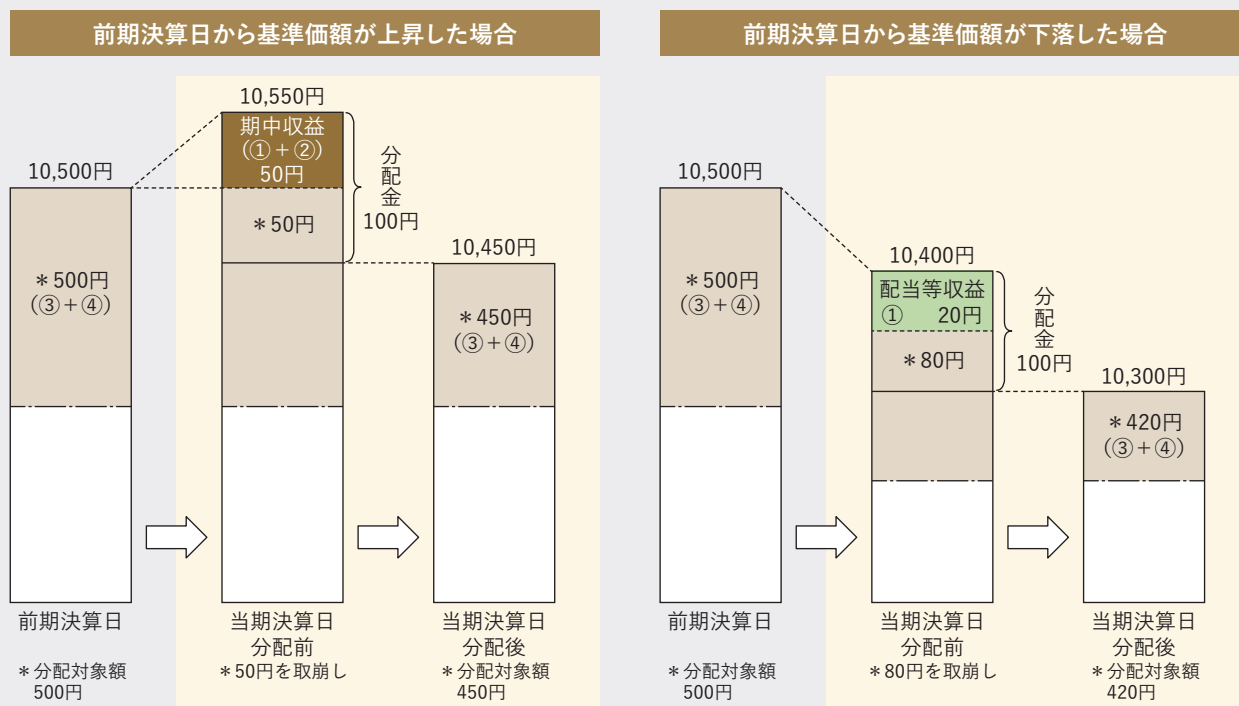 前期決算日から基準価額が上昇した場合
10,550円
期中収益
(①+②)
50円
分配金
100円
10,500円
*50円
10,450円
*500円
(③+④)
*450円
(③+④)
前期決算日
当期決算日
分配前
当期決算日
分配後
*分配対象額
500円
*50円を取崩し
*分配対象額
450円
前期決算日から基準価額が下落した場合
10,500円
10,400円
*500円
(③+④)
配当等収益
① 20円
分配金
100円
*80円
10,300円
*420円
(③+④)
前期決算日
当期決算日
分配前
当期決算日
分配後
*分配対象額
500円
*80円を取崩し
*分配対象額
420円